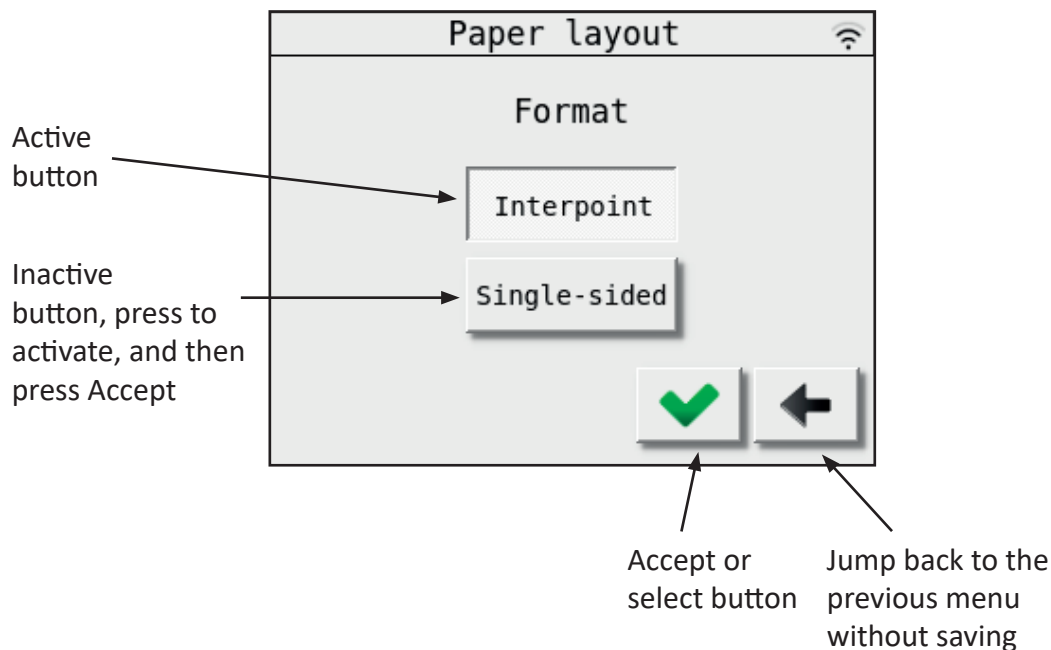 Paper layout
Format
Active
button
Interpoint
Inactive
button, press to
activate, and then
press Accept
Single-sided
Accept or
select button
Jump back to the
previous menu
without saving